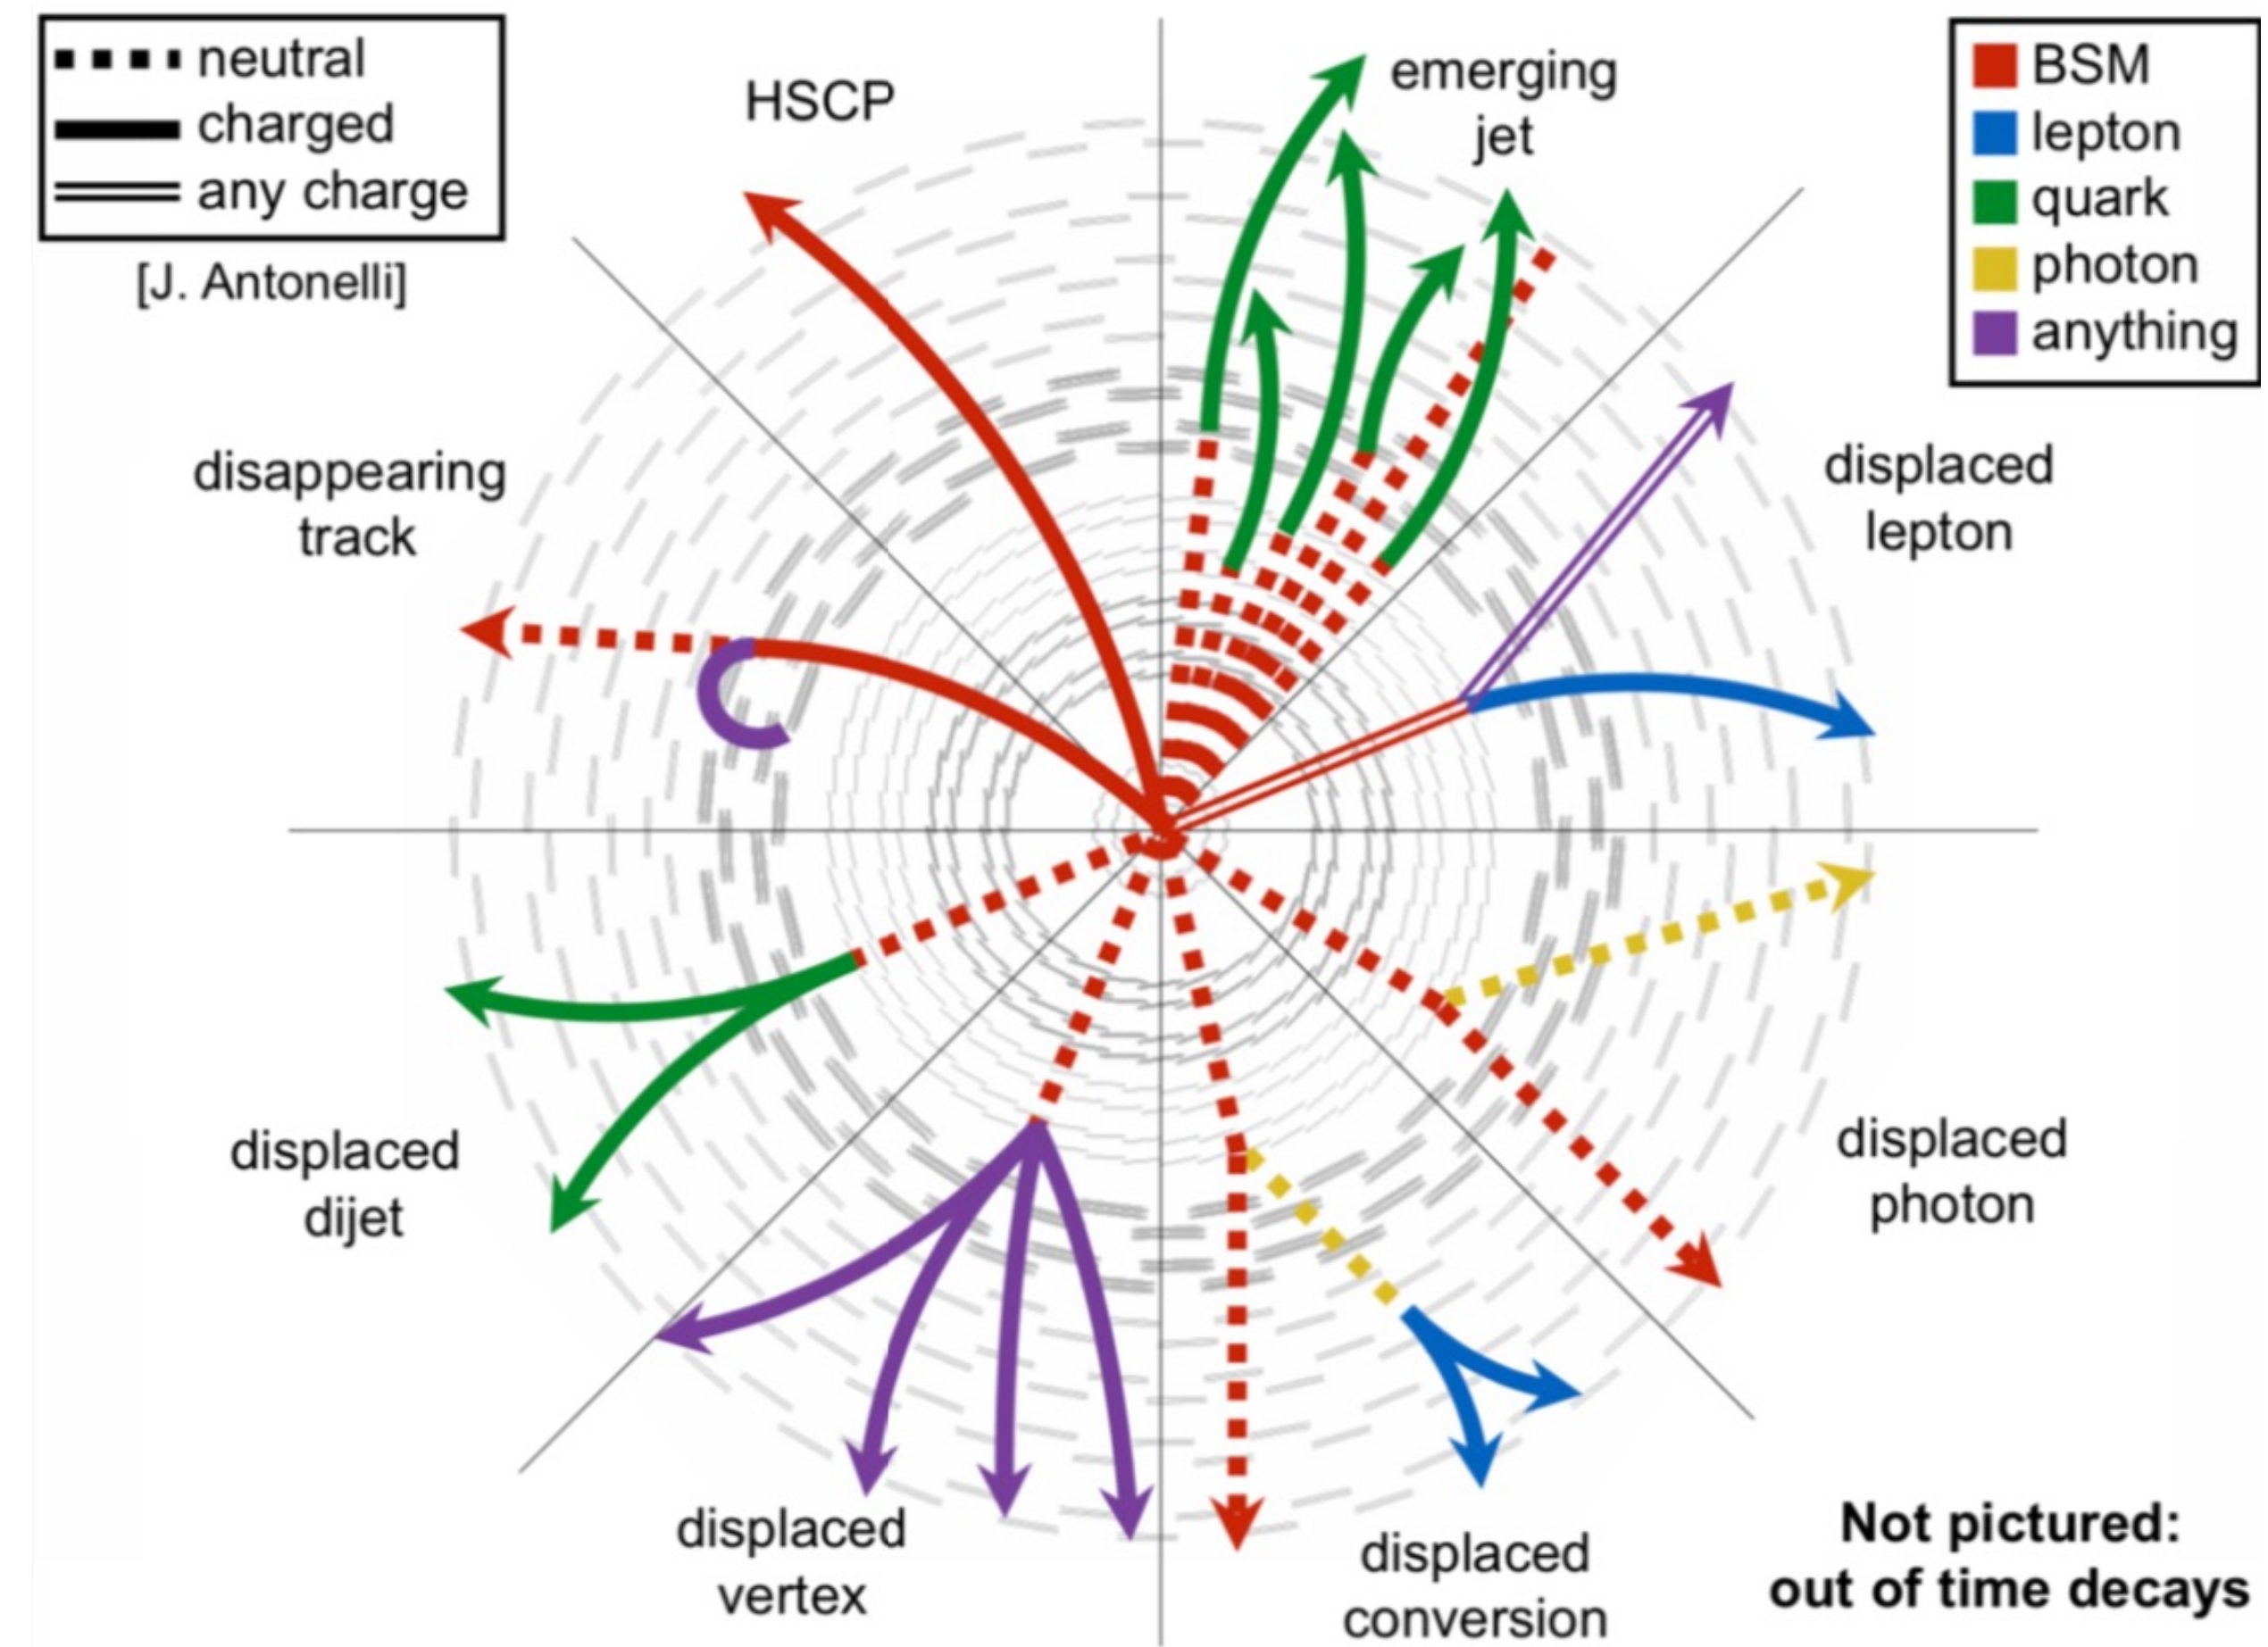 neutral
charged
any charge
[J. Antonelli]
HSCP
emerging
jet
BSM
lepton
quark
photon
anything
disappearing
track
displaced
lepton
displaced
dijet
displaced
photon
displaced
vertex
displaced
conversion
Not pictured:
out of time decays